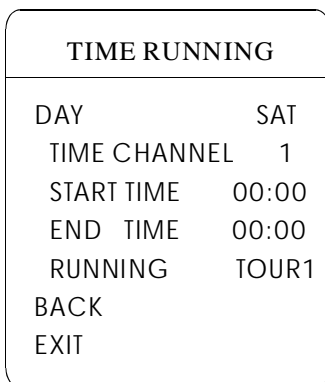 TIME RUNNING
DAY SAT
TIME CHANNEL 1
START TIME 00:00
END TIME 00:00
RUNNING TOUR1
BACK
EXIT